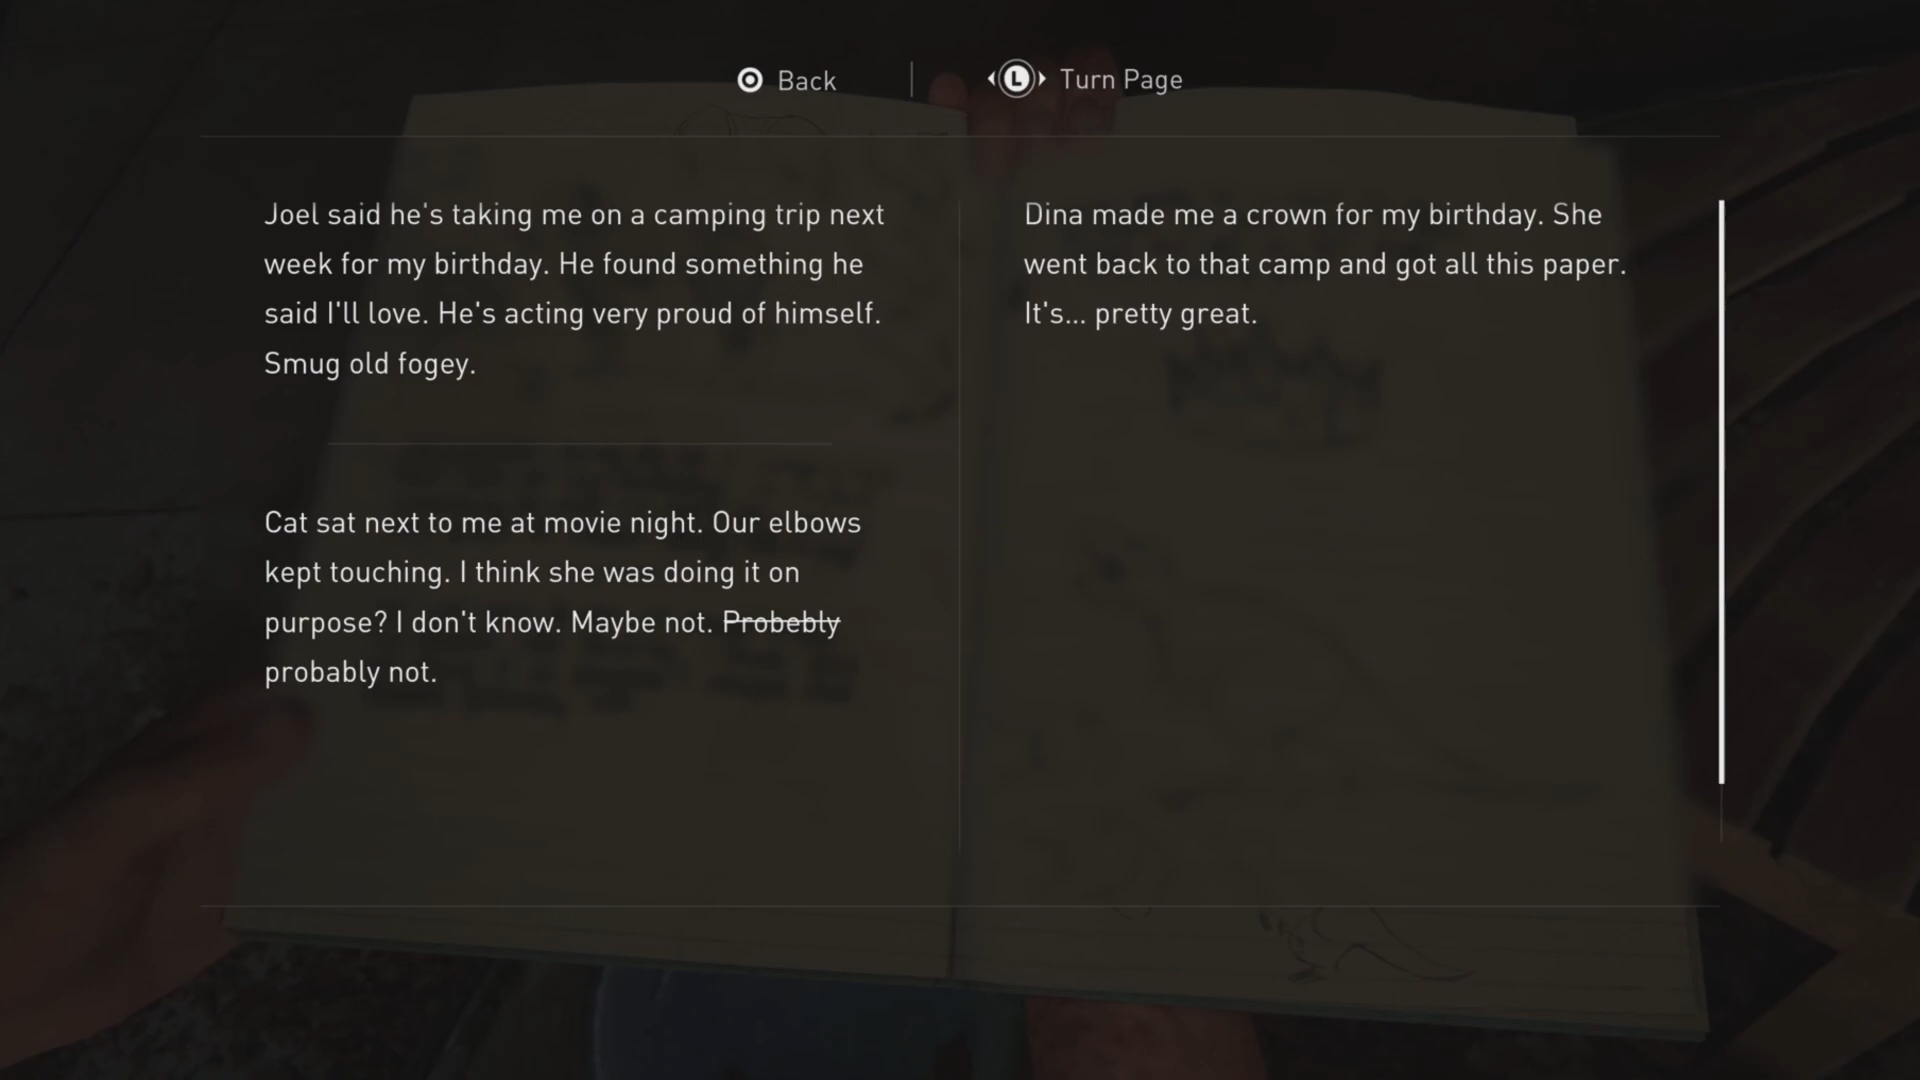 Back
L Turn Page
Joel said he's taking me on a camping trip next
week for my birthday. He found something he
said I'll love. He's acting very proud of himself.
Smug old fogey.
Cat sat next to me at movie night. Our elbows
kept touching. I think she was doing it on
purpose? I don't know. Maybe not. Probebly
probably not.
Dina made me a crown for my birthday. She
went back to that camp and got all this paper.
It's... pretty great.